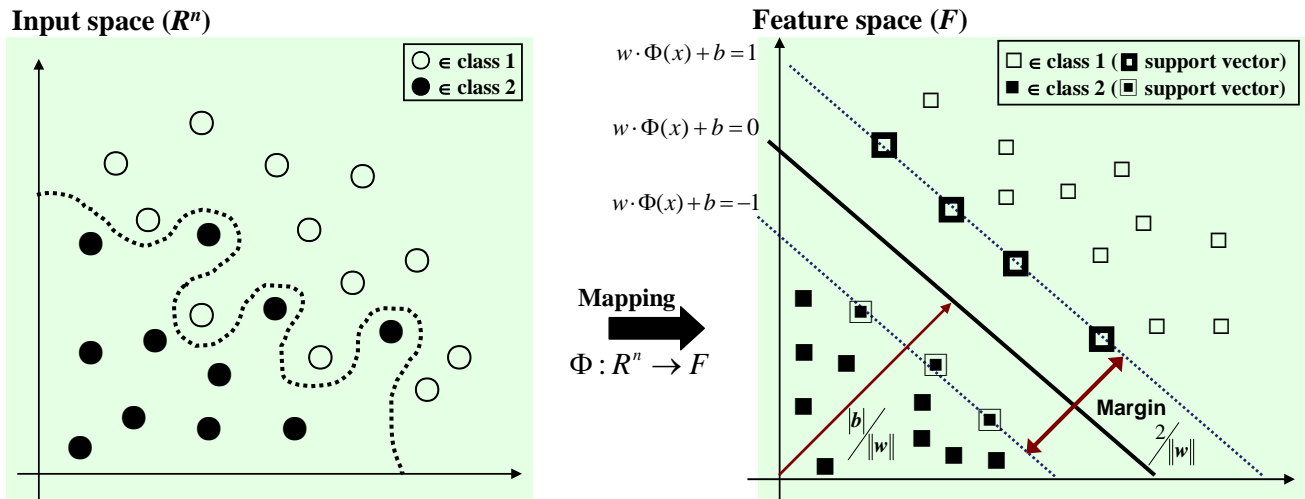 Input space (Rⁿ)
∈ class 1
∈ class 2
Mapping
Φ : Rⁿ → F
Feature space (F)
w · Φ(x) + b = 1
w · Φ(x) + b = 0
w · Φ(x) + b = −1
∈ class 1 ( support vector)
∈ class 2 ( support vector)
|b|/‖w‖
Margin 2/‖w‖